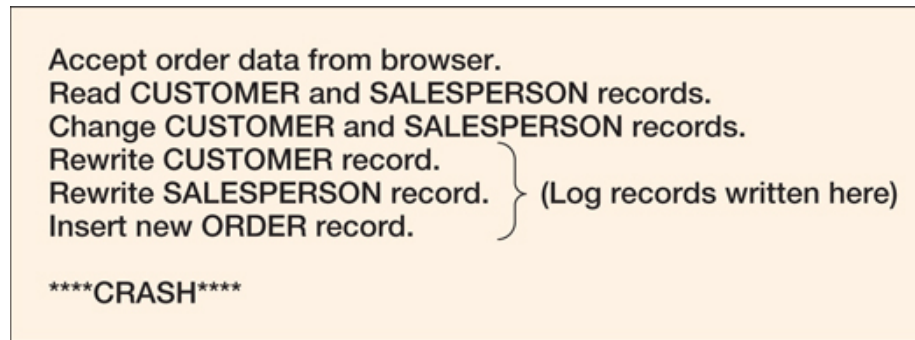 Accept order data from browser.
Read CUSTOMER and SALESPERSON records.
Change CUSTOMER and SALESPERSON records.
Rewrite CUSTOMER record.
Rewrite SALESPERSON record. (Log records written here)
Insert new ORDER record.
****CRASH****